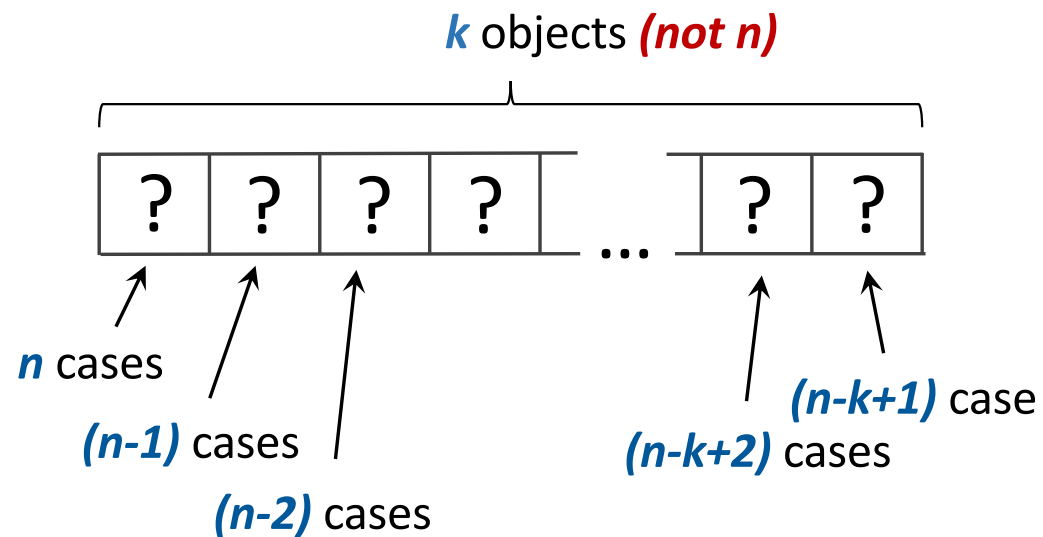 k objects (not n)
? ? ? ? ... ? ?
n cases
(n-1) cases
(n-2) cases
(n-k+2) cases
(n-k+1) case